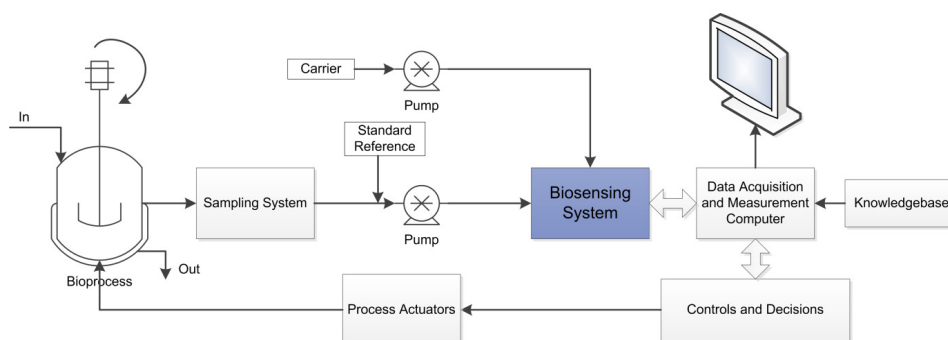 Carrier
Pump
In
Standard
Reference
Sampling System
Pump
Biosensing
System
Data Acquisition
and Measurement
Computer
Knowledgebase
Out
Bioprocess
Process Actuators
Controls and Decisions